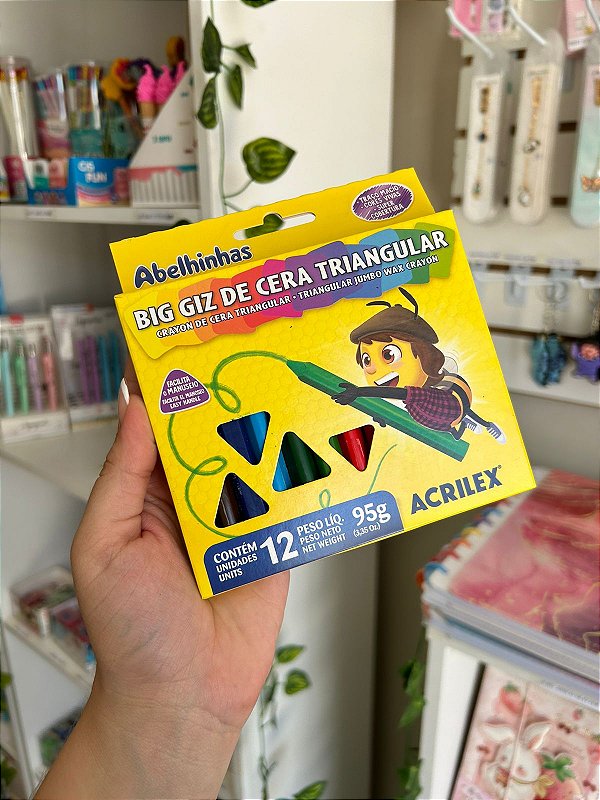 TRAÇO MACIO
• CORES VIVAS
• SUPER
COBERTURA
Abelhinhas
BIG GIZ DE CERA TRIANGULAR
CRAYON DE CERA TRIANGULAR • TRIANGULAR JUMBO WAX CRAYON
FACILITA
O MANUSEIO
FACILITA EL MANEJO
EASY HANDLE
ACRILEX®
CONTÉM
UNIDADES
UNITS
12
PESO LÍQ.
PESO NETO
NET WEIGHT
95g
(3,35 Oz.)
CIS
FUN